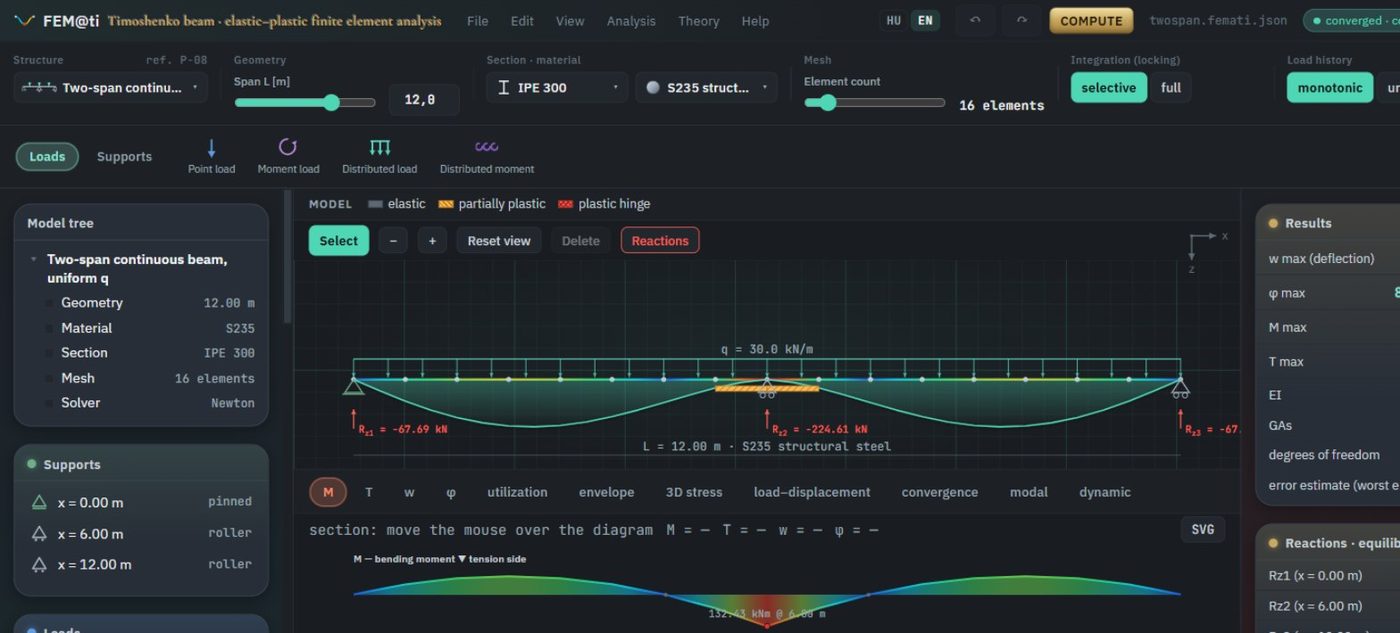 FEM@ti Timoshenko beam · elastic–plastic finite element analysis File Edit View Analysis Theory Help HU EN COMPUTE twospan.femati.json converged
Structure ref. P-08 Geometry Section · material Mesh Integration (locking) Load history
Span L [m] Element count
Two-span continu... 12,0 IPE 300 S235 struct... 16 elements selective full monotonic
Loads Supports Point load Moment load Distributed load Distributed moment
MODEL elastic partially plastic plastic hinge
Select − + Reset view Delete Reactions
x
z
Model tree
Two-span continuous beam,
uniform q
Geometry 12.00 m
Material S235
Section IPE 300
Mesh 16 elements
Solver Newton
Supports
x = 0.00 m pinned
x = 6.00 m roller
x = 12.00 m roller
Loads
q = 30.0 kN/m
Rz1 = -67.69 kN Rz2 = -224.61 kN Rz3 = -67.
L = 12.00 m · S235 structural steel
M T w φ utilization envelope 3D stress load–displacement convergence modal dynamic
section: move the mouse over the diagram M = — T = — w = — φ = — SVG
M — bending moment ▼ tension side
132.43 kNm @ 6.00 m
Results
w max (deflection)
φ max
M max
T max
EI
GAs
degrees of freedom
error estimate (worst e
Reactions · equilib
Rz1 (x = 0.00 m)
Rz2 (x = 6.00 m)